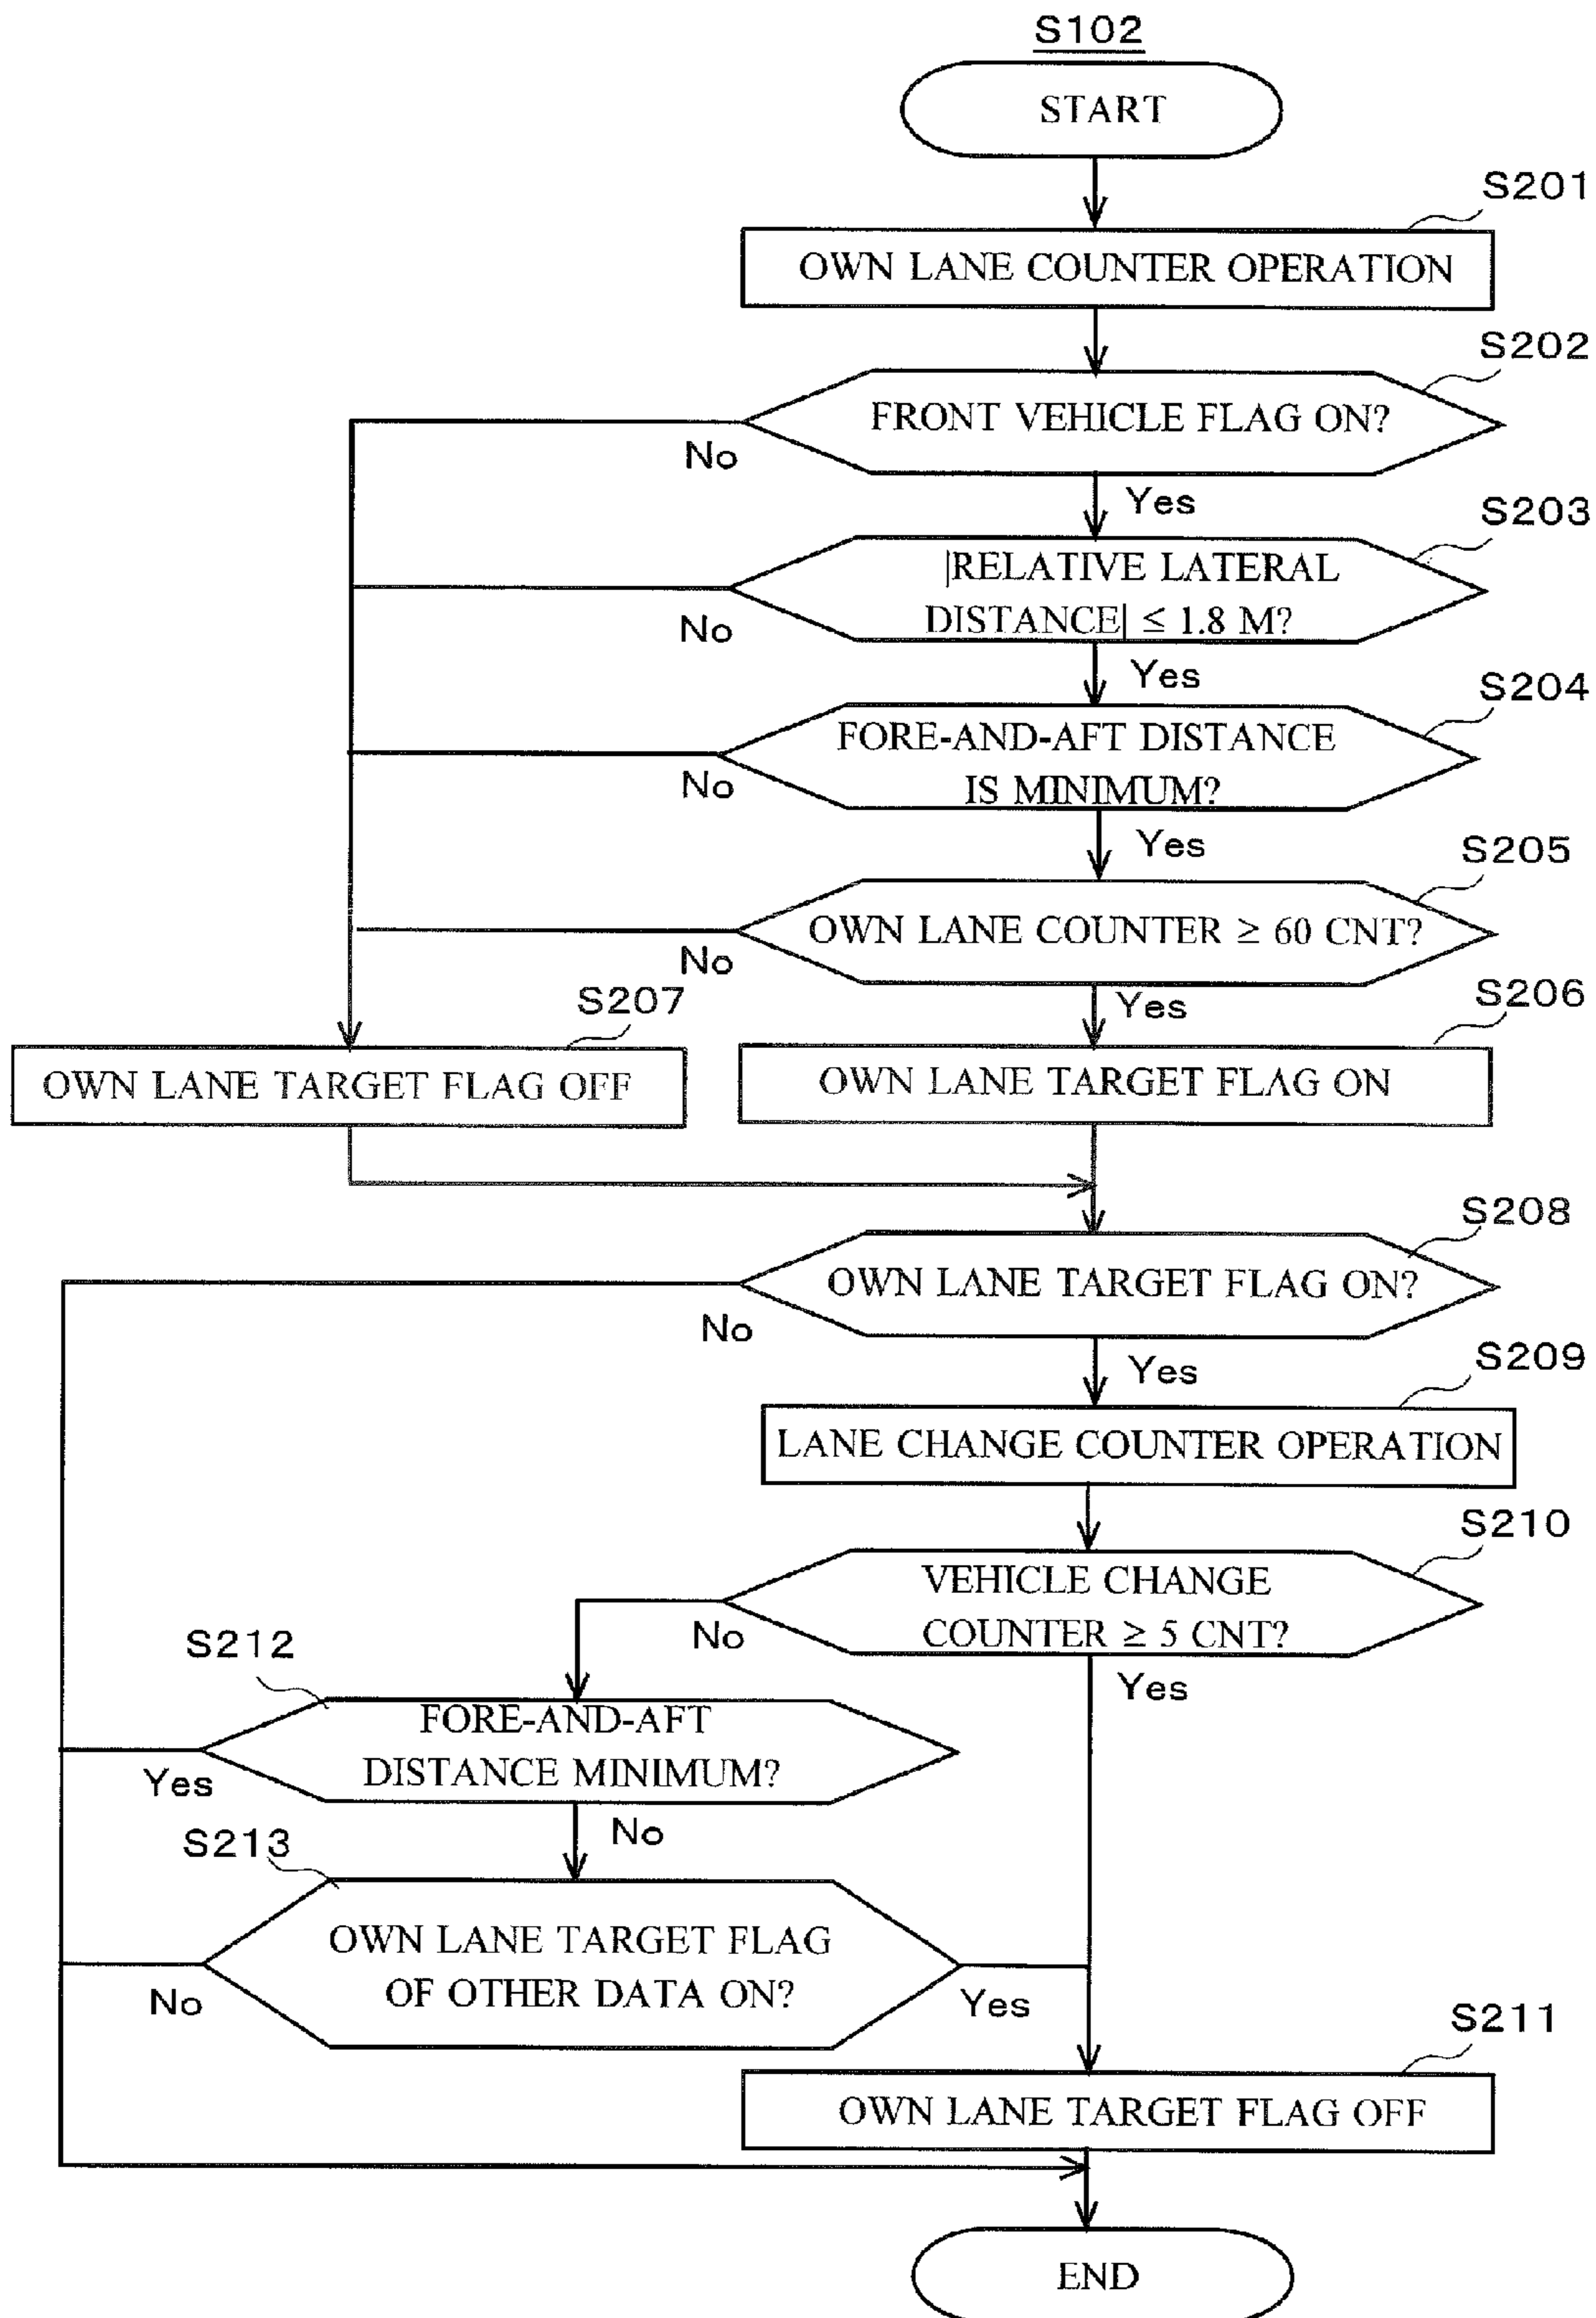 S102
START
S201
OWN LANE COUNTER OPERATION
S202
FRONT VEHICLE FLAG ON?
No
Yes
S203
|RELATIVE LATERAL
DISTANCE| ≤ 1.8 M?
No
Yes
S204
FORE-AND-AFT DISTANCE
IS MINIMUM?
No
Yes
S205
OWN LANE COUNTER ≥ 60 CNT?
No
Yes
S207
S206
OWN LANE TARGET FLAG OFF
OWN LANE TARGET FLAG ON
S208
OWN LANE TARGET FLAG ON?
No
Yes
S209
LANE CHANGE COUNTER OPERATION
S210
VEHICLE CHANGE
COUNTER ≥ 5 CNT?
No
Yes
S212
FORE-AND-AFT
DISTANCE MINIMUM?
Yes
No
S213
OWN LANE TARGET FLAG
OF OTHER DATA ON?
No
Yes
S211
OWN LANE TARGET FLAG OFF
END